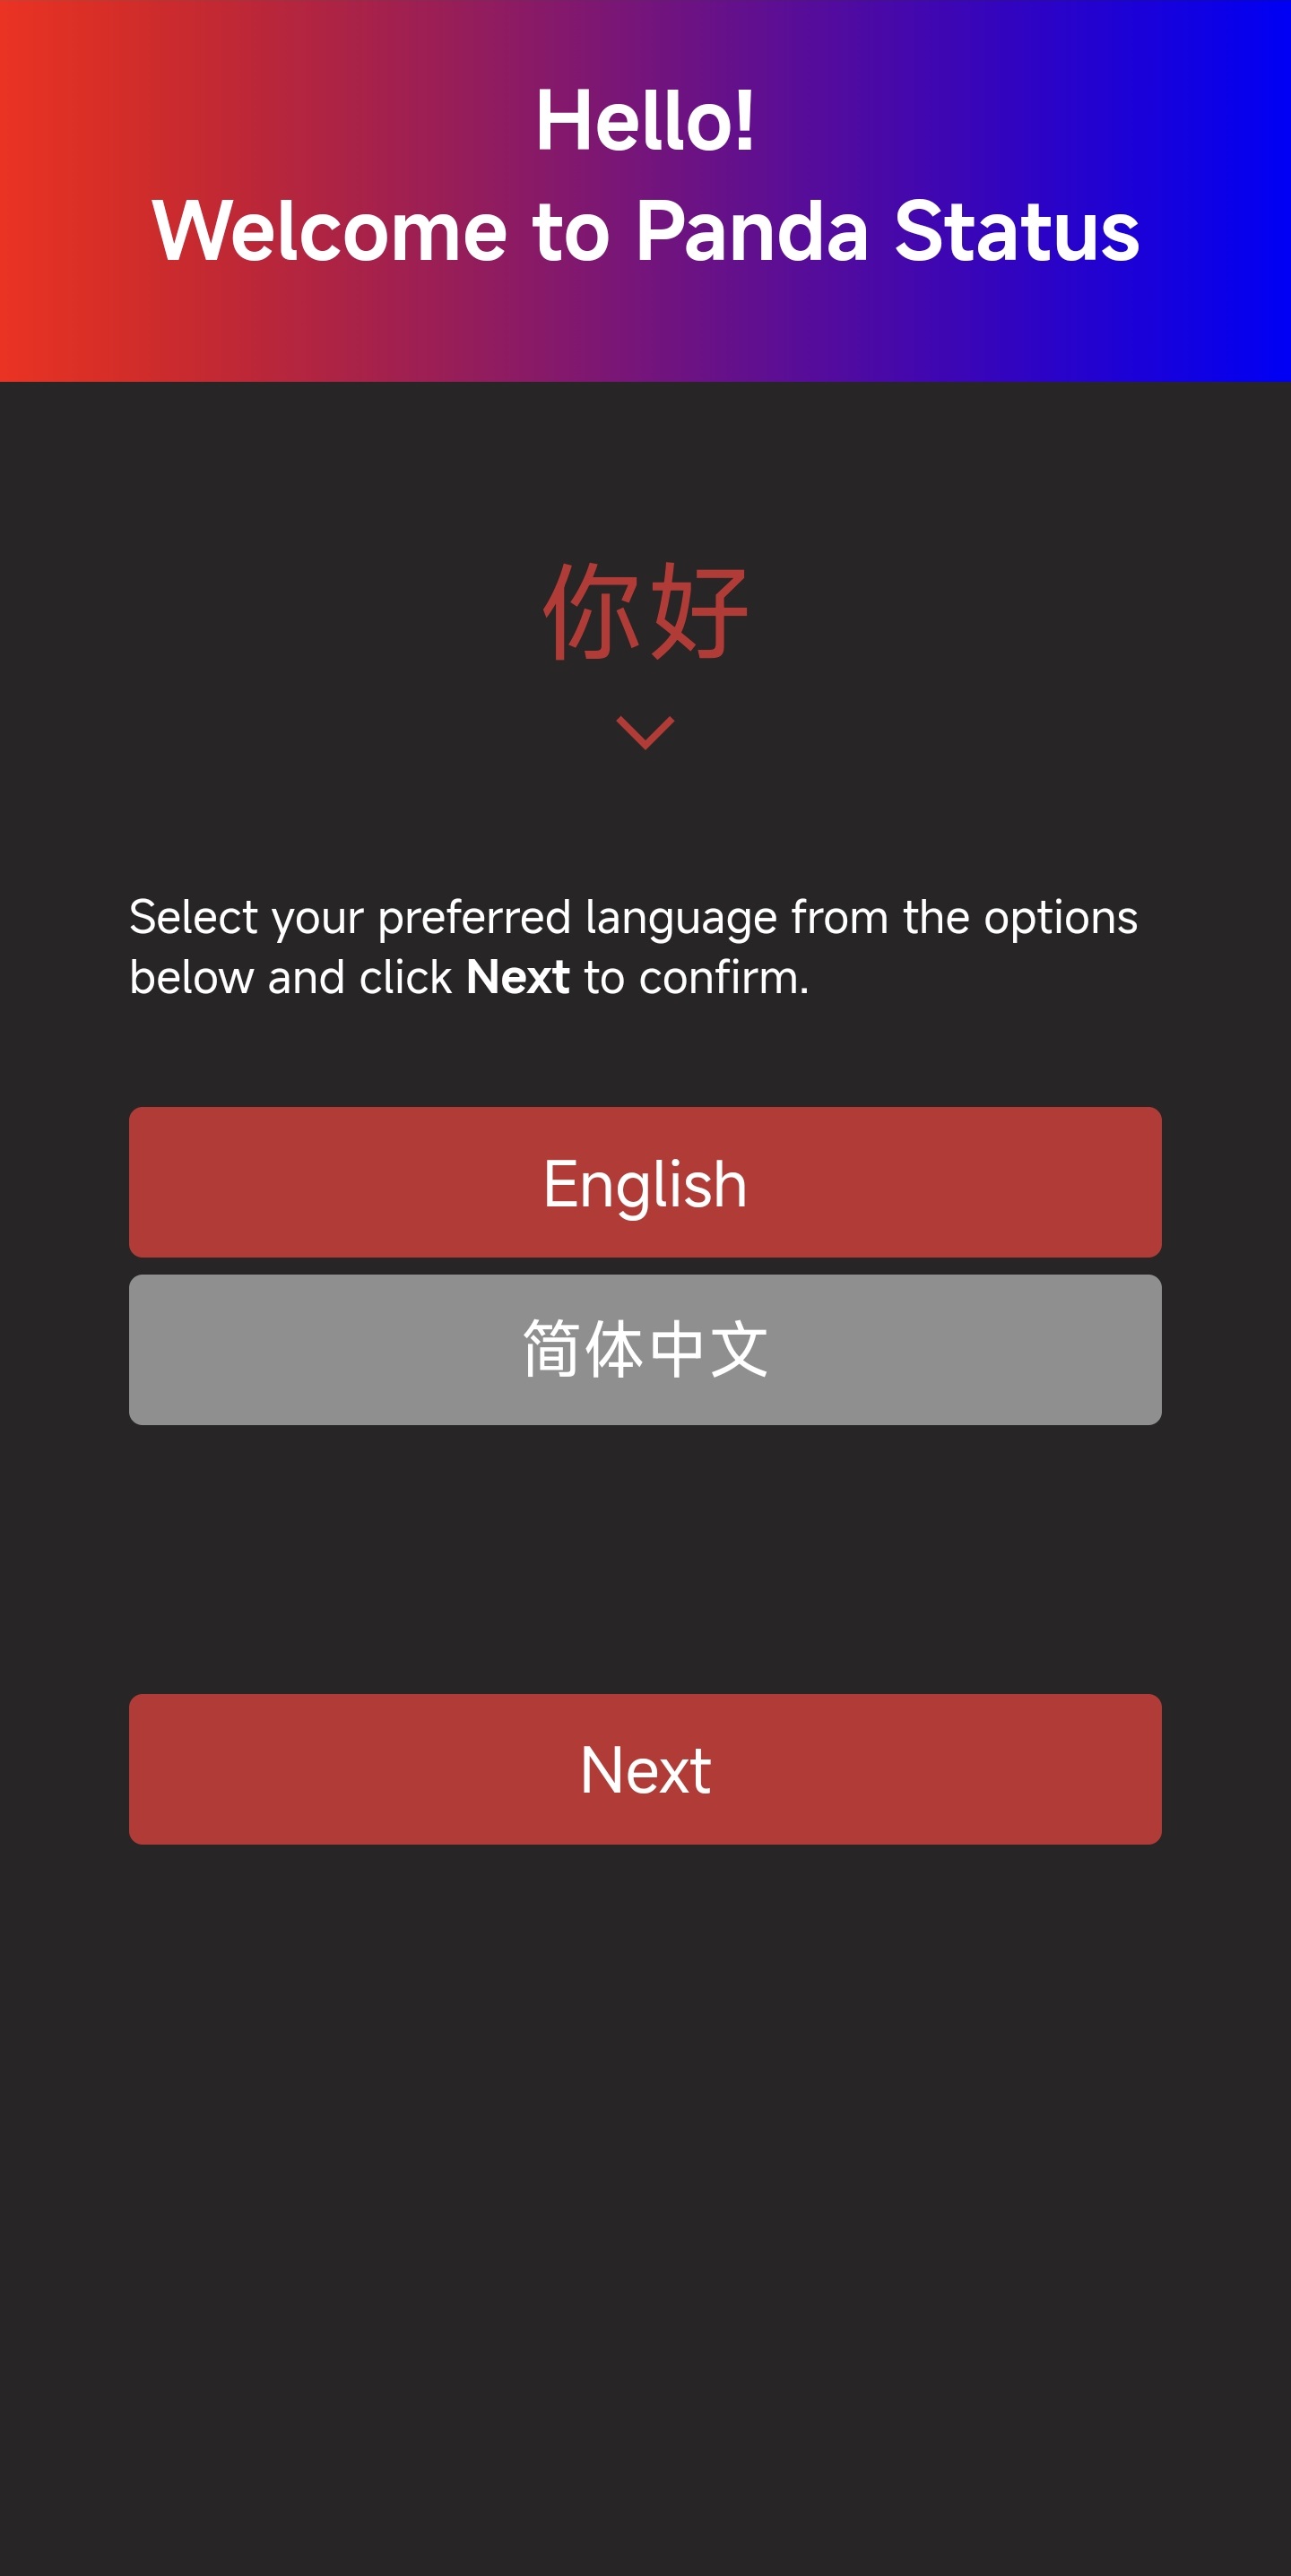 Hello!
Welcome to Panda Status
你好
Select your preferred language from the options
below and click Next to confirm.
English
简体中文
Next